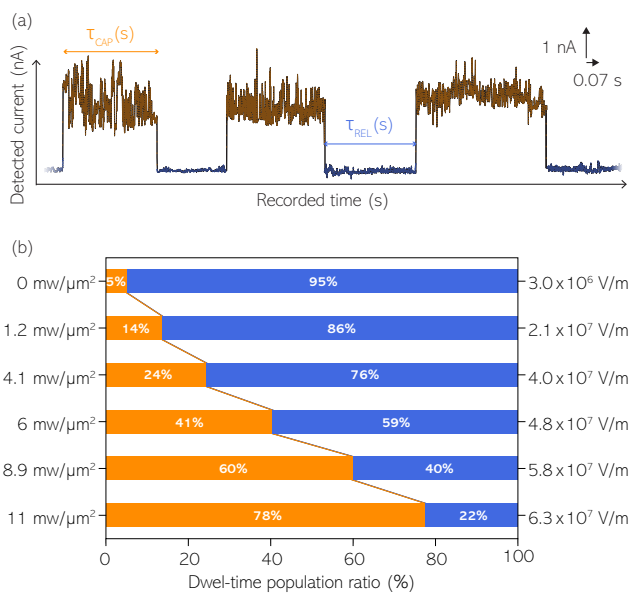 (a)
τCAP(s)
1 nA
0.07 s
τREL(s)
Detected current (nA)
Recorded time (s)
(b)
0 mw/μm² 5% 95% 3.0 x 10⁶ V/m
1.2 mw/μm² 14% 86% 2.1 x 10⁷ V/m
4.1 mw/μm² 24% 76% 4.0 x 10⁷ V/m
6 mw/μm² 41% 59% 4.8 x 10⁷ V/m
8.9 mw/μm² 60% 40% 5.8 x 10⁷ V/m
11 mw/μm² 78% 22% 6.3 x 10⁷ V/m
0 20 40 60 80 100
Dwel-time population ratio (%)